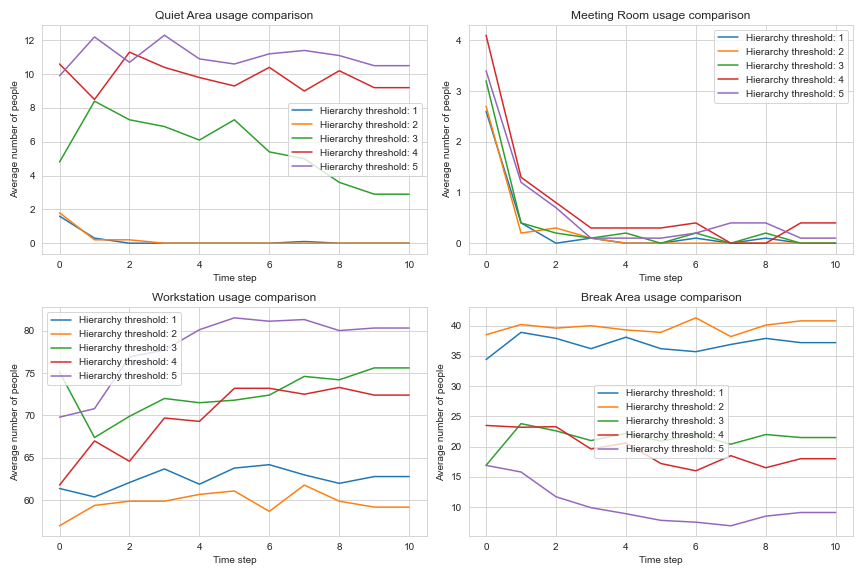 Quiet Area usage comparison
Average number of people
12
10
8
6
4
2
0
Hierarchy threshold: 1
Hierarchy threshold: 2
Hierarchy threshold: 3
Hierarchy threshold: 4
Hierarchy threshold: 5
0 2 4 6 8 10
Time step
Meeting Room usage comparison
Average number of people
4
3
2
1
0
Hierarchy threshold: 1
Hierarchy threshold: 2
Hierarchy threshold: 3
Hierarchy threshold: 4
Hierarchy threshold: 5
0 2 4 6 8 10
Time step
Workstation usage comparison
Average number of people
80
75
70
65
60
Hierarchy threshold: 1
Hierarchy threshold: 2
Hierarchy threshold: 3
Hierarchy threshold: 4
Hierarchy threshold: 5
0 2 4 6 8 10
Time step
Break Area usage comparison
Average number of people
40
35
30
25
20
15
10
Hierarchy threshold: 1
Hierarchy threshold: 2
Hierarchy threshold: 3
Hierarchy threshold: 4
Hierarchy threshold: 5
0 2 4 6 8 10
Time step